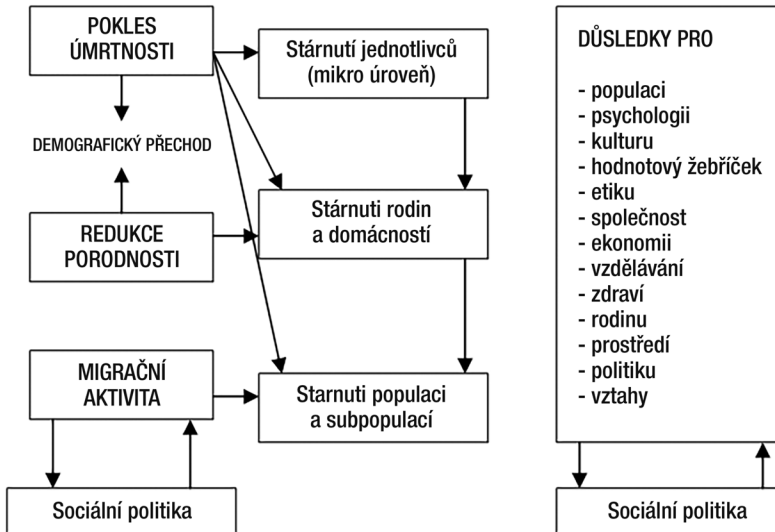 POKLES
ÚMRTNOSTI
DEMOGRAFICKÝ PŘECHOD
REDUKCE
PORODNOSTI
MIGRAČNÍ
AKTIVITA
Sociální politika
Stárnutí jednotlivců
(mikro úroveň)
Stárnuti rodin
a domácností
Starnuti populaci
a subpopulací
DŮSLEDKY PRO
- populaci
- psychologii
- kulturu
- hodnotový žebříček
- etiku
- společnost
- ekonomii
- vzdělávání
- zdraví
- rodinu
- prostředí
- politiku
- vztahy
Sociální politika